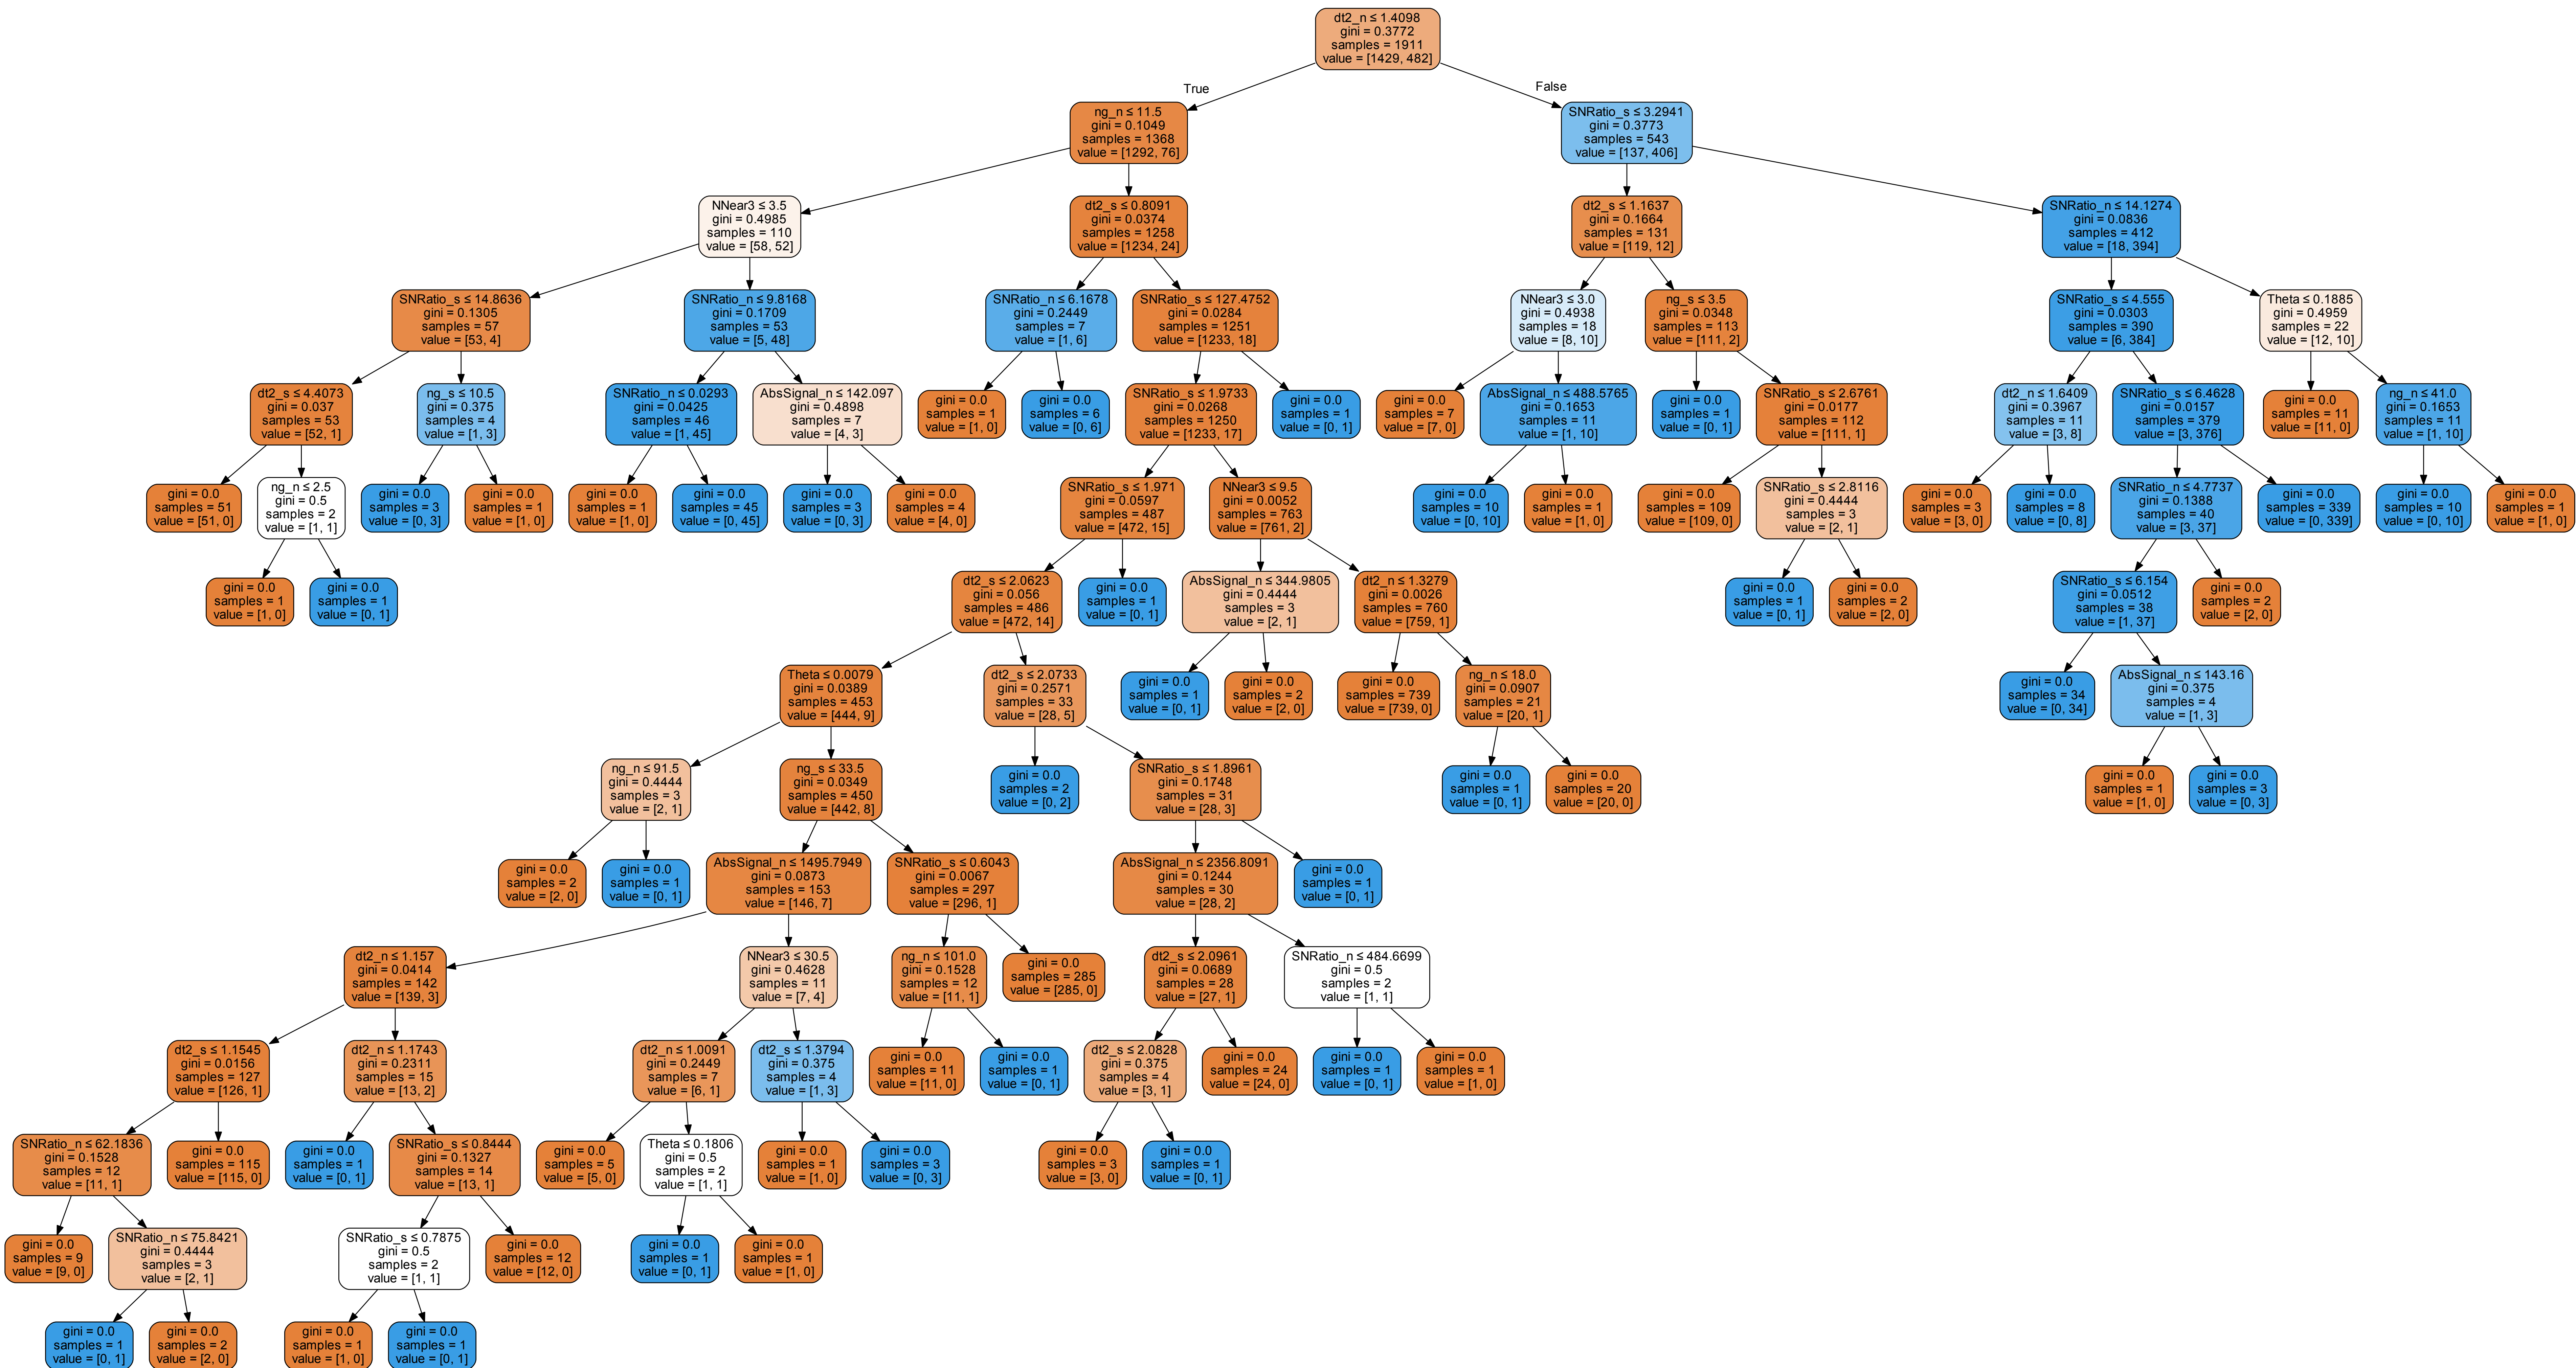 dt2_n ≤ 1.4098
gini = 0.3772
samples = 1911
value = [1429, 482]
True
False
ng_n ≤ 11.5
gini = 0.1049
samples = 1368
value = [1292, 76]
SNRatio_s ≤ 3.2941
gini = 0.3773
samples = 543
value = [137, 406]
NNear3 ≤ 3.5
gini = 0.4985
samples = 110
value = [58, 52]
dt2_s ≤ 0.8091
gini = 0.0374
samples = 1258
value = [1234, 24]
dt2_s ≤ 1.1637
gini = 0.1664
samples = 131
value = [119, 12]
SNRatio_n ≤ 14.1274
gini = 0.0836
samples = 412
value = [18, 394]
SNRatio_s ≤ 14.8636
gini = 0.1305
samples = 57
value = [53, 4]
SNRatio_n ≤ 9.8168
gini = 0.1709
samples = 53
value = [5, 48]
SNRatio_n ≤ 6.1678
gini = 0.2449
samples = 7
value = [1, 6]
SNRatio_s ≤ 127.4752
gini = 0.0284
samples = 1251
value = [1233, 18]
NNear3 ≤ 3.0
gini = 0.4938
samples = 18
value = [8, 10]
ng_s ≤ 3.5
gini = 0.0348
samples = 113
value = [111, 2]
SNRatio_s ≤ 4.555
gini = 0.0303
samples = 390
value = [6, 384]
Theta ≤ 0.1885
gini = 0.4959
samples = 22
value = [12, 10]
dt2_s ≤ 4.4073
gini = 0.037
samples = 53
value = [52, 1]
ng_s ≤ 10.5
gini = 0.375
samples = 4
value = [1, 3]
SNRatio_n ≤ 0.0293
gini = 0.0425
samples = 46
value = [1, 45]
AbsSignal_n ≤ 142.097
gini = 0.4898
samples = 7
value = [4, 3]
gini = 0.0
samples = 1
value = [1, 0]
gini = 0.0
samples = 6
value = [0, 6]
SNRatio_s ≤ 1.9733
gini = 0.0268
samples = 1250
value = [1233, 17]
gini = 0.0
samples = 1
value = [0, 1]
gini = 0.0
samples = 7
value = [7, 0]
AbsSignal_n ≤ 488.5765
gini = 0.1653
samples = 11
value = [1, 10]
gini = 0.0
samples = 1
value = [0, 1]
SNRatio_s ≤ 2.6761
gini = 0.0177
samples = 112
value = [111, 1]
dt2_n ≤ 1.6409
gini = 0.3967
samples = 11
value = [3, 8]
SNRatio_s ≤ 6.4628
gini = 0.0157
samples = 379
value = [3, 376]
gini = 0.0
samples = 11
value = [11, 0]
ng_n ≤ 41.0
gini = 0.1653
samples = 11
value = [1, 10]
gini = 0.0
samples = 51
value = [51, 0]
ng_n ≤ 2.5
gini = 0.5
samples = 2
value = [1, 1]
gini = 0.0
samples = 3
value = [0, 3]
gini = 0.0
samples = 1
value = [1, 0]
gini = 0.0
samples = 1
value = [1, 0]
gini = 0.0
samples = 45
value = [0, 45]
gini = 0.0
samples = 3
value = [0, 3]
gini = 0.0
samples = 4
value = [4, 0]
SNRatio_s ≤ 1.971
gini = 0.0597
samples = 487
value = [472, 15]
NNear3 ≤ 9.5
gini = 0.0052
samples = 763
value = [761, 2]
gini = 0.0
samples = 10
value = [0, 10]
gini = 0.0
samples = 1
value = [1, 0]
gini = 0.0
samples = 109
value = [109, 0]
SNRatio_s ≤ 2.8116
gini = 0.4444
samples = 3
value = [2, 1]
gini = 0.0
samples = 3
value = [3, 0]
gini = 0.0
samples = 8
value = [0, 8]
SNRatio_n ≤ 4.7737
gini = 0.1388
samples = 40
value = [3, 37]
gini = 0.0
samples = 339
value = [0, 339]
gini = 0.0
samples = 10
value = [0, 10]
gini = 0.0
samples = 1
value = [1, 0]
gini = 0.0
samples = 1
value = [1, 0]
gini = 0.0
samples = 1
value = [0, 1]
dt2_s ≤ 2.0623
gini = 0.056
samples = 486
value = [472, 14]
gini = 0.0
samples = 1
value = [0, 1]
AbsSignal_n ≤ 344.9805
gini = 0.4444
samples = 3
value = [2, 1]
dt2_n ≤ 1.3279
gini = 0.0026
samples = 760
value = [759, 1]
gini = 0.0
samples = 1
value = [0, 1]
gini = 0.0
samples = 2
value = [2, 0]
SNRatio_s ≤ 6.154
gini = 0.0512
samples = 38
value = [1, 37]
gini = 0.0
samples = 2
value = [2, 0]
Theta ≤ 0.0079
gini = 0.0389
samples = 453
value = [444, 9]
dt2_s ≤ 2.0733
gini = 0.2571
samples = 33
value = [28, 5]
gini = 0.0
samples = 1
value = [0, 1]
gini = 0.0
samples = 2
value = [2, 0]
gini = 0.0
samples = 739
value = [739, 0]
ng_n ≤ 18.0
gini = 0.0907
samples = 21
value = [20, 1]
gini = 0.0
samples = 34
value = [0, 34]
AbsSignal_n ≤ 143.16
gini = 0.375
samples = 4
value = [1, 3]
ng_n ≤ 91.5
gini = 0.4444
samples = 3
value = [2, 1]
ng_s ≤ 33.5
gini = 0.0349
samples = 450
value = [442, 8]
gini = 0.0
samples = 2
value = [0, 2]
SNRatio_s ≤ 1.8961
gini = 0.1748
samples = 31
value = [28, 3]
gini = 0.0
samples = 1
value = [0, 1]
gini = 0.0
samples = 20
value = [20, 0]
gini = 0.0
samples = 1
value = [1, 0]
gini = 0.0
samples = 3
value = [0, 3]
gini = 0.0
samples = 2
value = [2, 0]
gini = 0.0
samples = 1
value = [0, 1]
AbsSignal_n ≤ 1495.7949
gini = 0.0873
samples = 153
value = [146, 7]
SNRatio_s ≤ 0.6043
gini = 0.0067
samples = 297
value = [296, 1]
AbsSignal_n ≤ 2356.8091
gini = 0.1244
samples = 30
value = [28, 2]
gini = 0.0
samples = 1
value = [0, 1]
dt2_n ≤ 1.157
gini = 0.0414
samples = 142
value = [139, 3]
NNear3 ≤ 30.5
gini = 0.4628
samples = 11
value = [7, 4]
ng_n ≤ 101.0
gini = 0.1528
samples = 12
value = [11, 1]
gini = 0.0
samples = 285
value = [285, 0]
dt2_s ≤ 2.0961
gini = 0.0689
samples = 28
value = [27, 1]
SNRatio_n ≤ 484.6699
gini = 0.5
samples = 2
value = [1, 1]
dt2_s ≤ 1.1545
gini = 0.0156
samples = 127
value = [126, 1]
dt2_n ≤ 1.1743
gini = 0.2311
samples = 15
value = [13, 2]
dt2_n ≤ 1.0091
gini = 0.2449
samples = 7
value = [6, 1]
dt2_s ≤ 1.3794
gini = 0.375
samples = 4
value = [1, 3]
gini = 0.0
samples = 11
value = [11, 0]
gini = 0.0
samples = 1
value = [0, 1]
dt2_s ≤ 2.0828
gini = 0.375
samples = 4
value = [3, 1]
gini = 0.0
samples = 24
value = [24, 0]
gini = 0.0
samples = 1
value = [0, 1]
gini = 0.0
samples = 1
value = [1, 0]
SNRatio_n ≤ 62.1836
gini = 0.1528
samples = 12
value = [11, 1]
gini = 0.0
samples = 115
value = [115, 0]
gini = 0.0
samples = 1
value = [0, 1]
SNRatio_s ≤ 0.8444
gini = 0.1327
samples = 14
value = [13, 1]
gini = 0.0
samples = 5
value = [5, 0]
Theta ≤ 0.1806
gini = 0.5
samples = 2
value = [1, 1]
gini = 0.0
samples = 1
value = [1, 0]
gini = 0.0
samples = 3
value = [0, 3]
gini = 0.0
samples = 3
value = [3, 0]
gini = 0.0
samples = 1
value = [0, 1]
gini = 0.0
samples = 9
value = [9, 0]
SNRatio_n ≤ 75.8421
gini = 0.4444
samples = 3
value = [2, 1]
SNRatio_s ≤ 0.7875
gini = 0.5
samples = 2
value = [1, 1]
gini = 0.0
samples = 12
value = [12, 0]
gini = 0.0
samples = 1
value = [0, 1]
gini = 0.0
samples = 1
value = [1, 0]
gini = 0.0
samples = 1
value = [0, 1]
gini = 0.0
samples = 2
value = [2, 0]
gini = 0.0
samples = 1
value = [1, 0]
gini = 0.0
samples = 1
value = [0, 1]